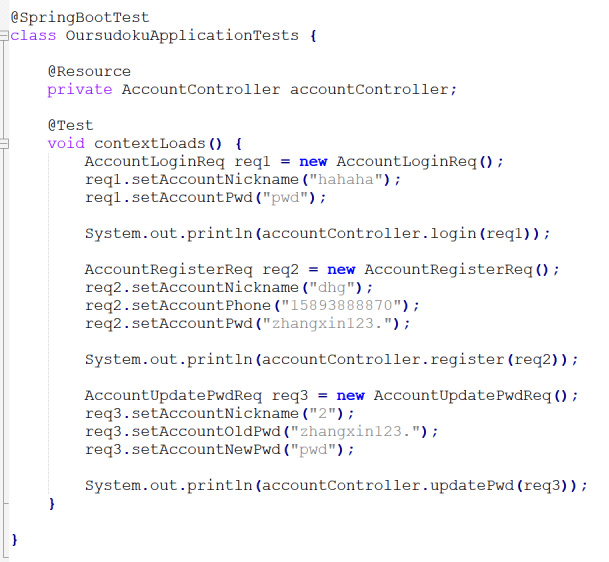 @SpringBootTest
class OursudokuApplicationTests {
@Resource
private AccountController accountController;
@Test
void contextLoads() {
AccountLoginReq req1 = new AccountLoginReq();
req1.setAccountNickname("hahaha");
req1.setAccountPwd("pwd");
System.out.println(accountController.login(req1));
AccountRegisterReq req2 = new AccountRegisterReq();
req2.setAccountNickname("dhg");
req2.setAccountPhone("15893888870");
req2.setAccountPwd("zhangxin123.");
System.out.println(accountController.register(req2));
AccountUpdatePwdReq req3 = new AccountUpdatePwdReq();
req3.setAccountNickname("2");
req3.setAccountOldPwd("zhangxin123.");
req3.setAccountNewPwd("pwd");
System.out.println(accountController.updatePwd(req3));
}
}